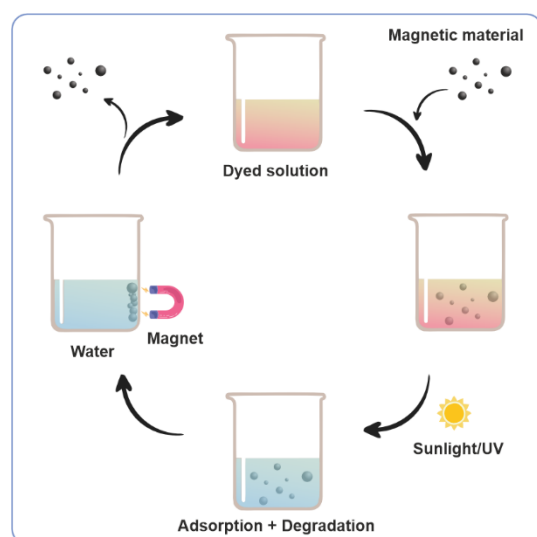 Magnetic material
Dyed solution
Water
Magnet
Sunlight/UV
Adsorption + Degradation